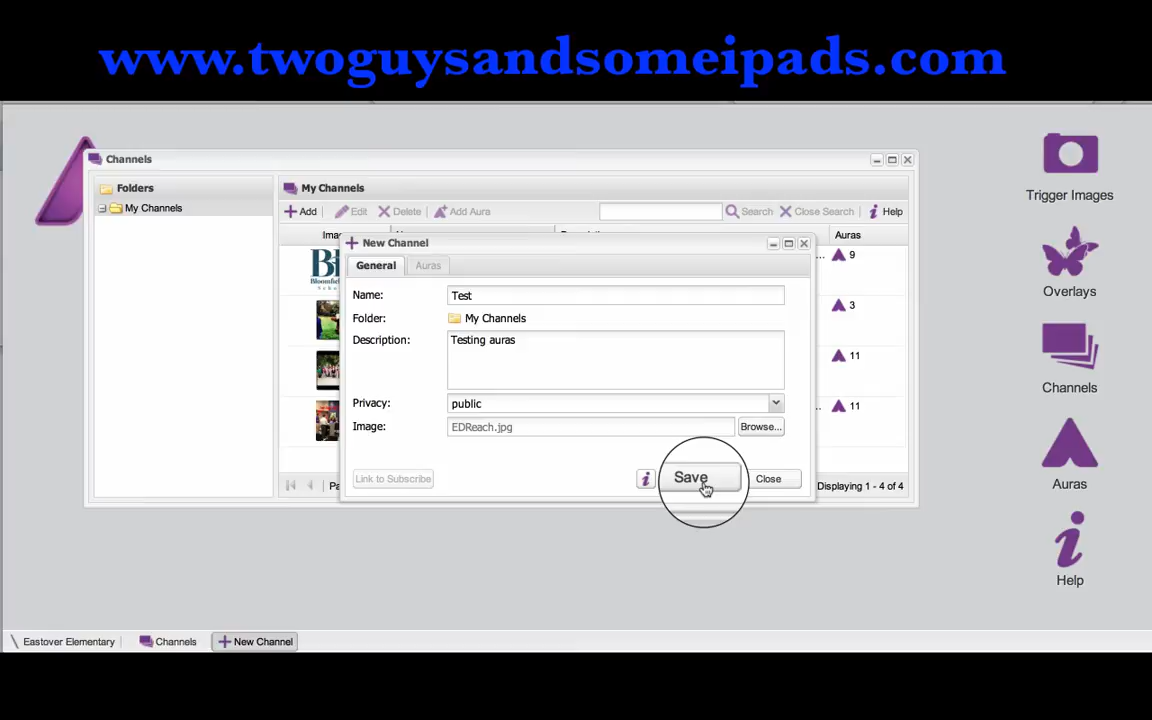 www.twoguysandsomeipads.com
Channels
Folders
My Channels
My Channels
Add Edit Delete Add Aura Search Close Search Help
Auras
9
3
11
11
New Channel
General Auras
Name: Test
Folder: My Channels
Description: Testing auras
Privacy: public
Image: EDReach.jpg Browse...
Link to Subscribe Save Close
Displaying 1 - 4 of 4
Trigger Images
Overlays
Channels
Auras
Help
Eastover Elementary Channels New Channel